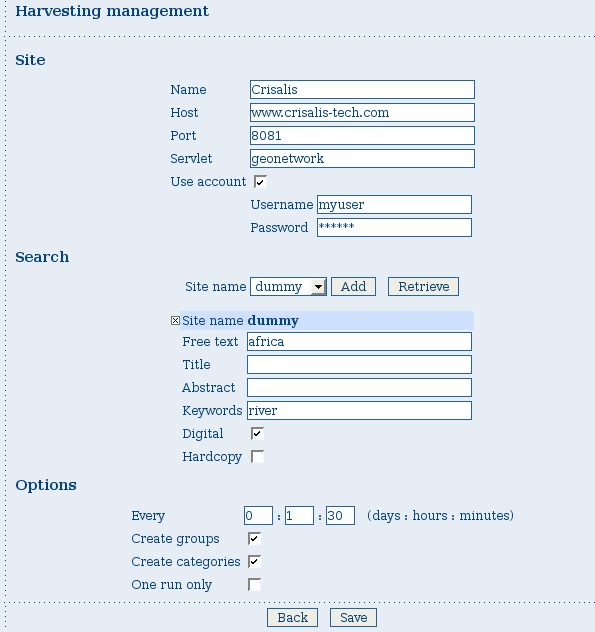 Harvesting management
Site
Name Crisalis
Host www.crisalis-tech.com
Port 8081
Servlet geonetwork
Use account
Username myuser
Password ******
Search
Site name dummy Add Retrieve
Site name dummy
Free text africa
Title
Abstract
Keywords river
Digital
Hardcopy
Options
Every 0 : 1 : 30 (days : hours : minutes)
Create groups
Create categories
One run only
Back Save